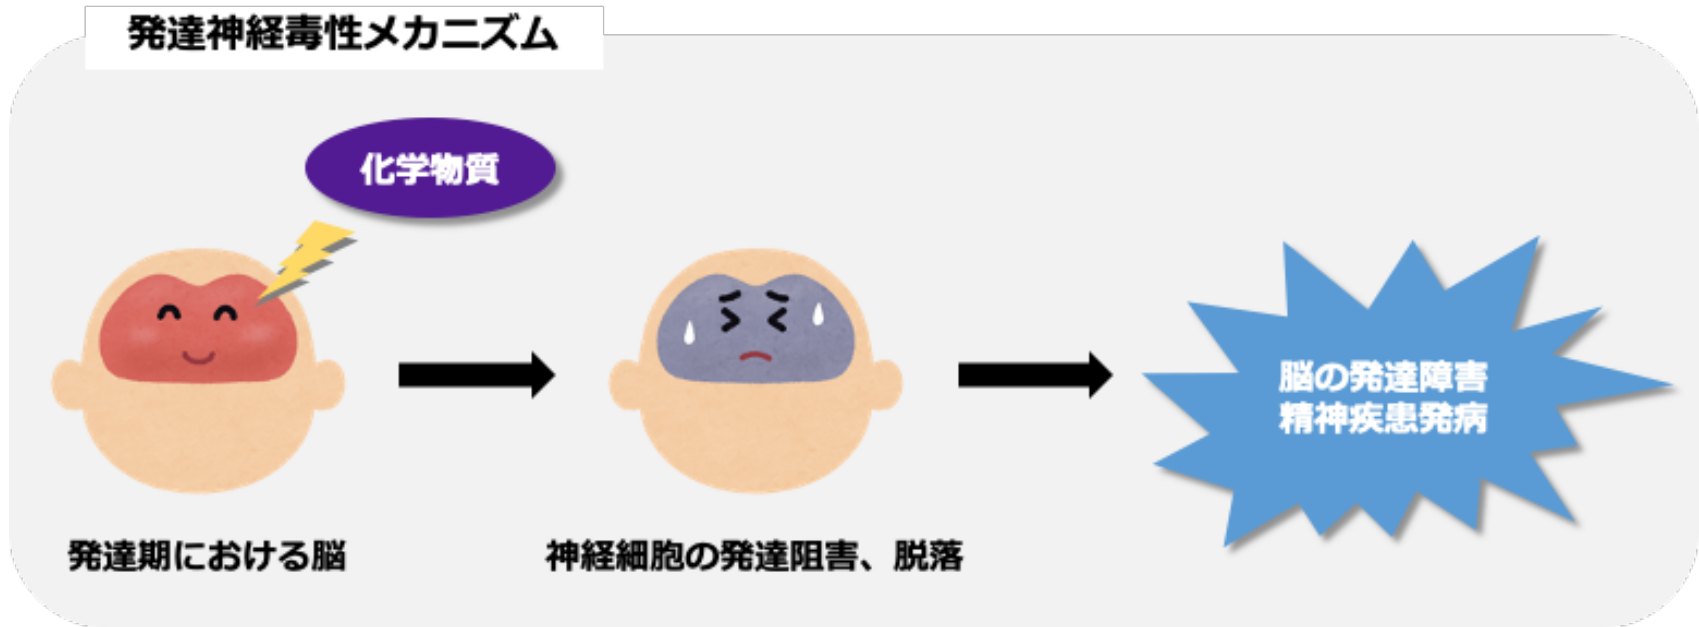 発達神経毒性メカニズム
化学物質
脳の発達障害
精神疾患発病
発達期における脳
神経細胞の発達阻害、脱落